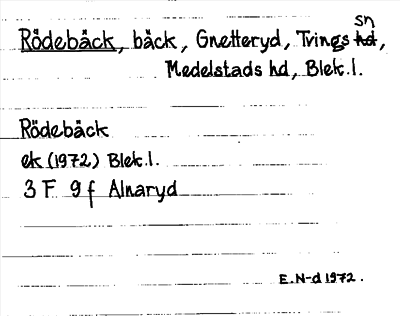 Rödebäck, bäck, Gnetteryd, Tvings sn hd,
Medelstads hd, Blek.l.
Rödebäck
ek (1972) Blek.l.
3 F 9 f Alnaryd
E.N-d 1972.